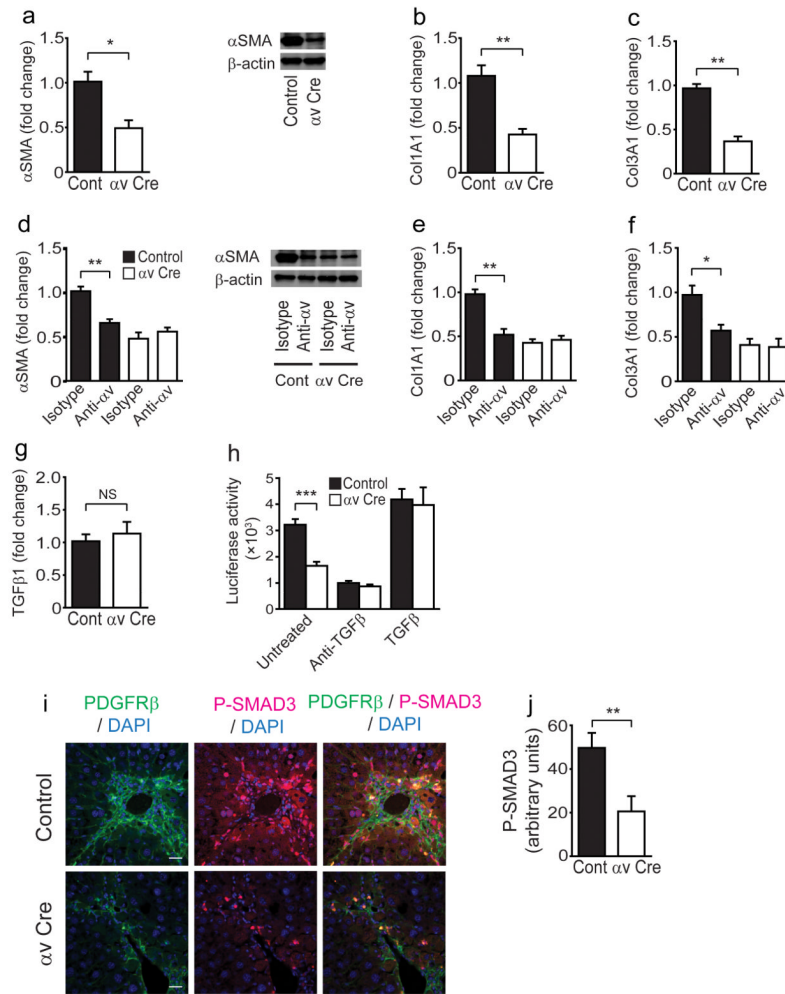 a
αSMA (fold change)
1.5
1.0
0.5
0
*
Cont αv Cre
αSMA
β-actin
Control
αv Cre
b
Col1A1 (fold change)
1.5
1.0
0.5
0
**
Cont αv Cre
c
Col3A1 (fold change)
1.5
1.0
0.5
0
**
Cont αv Cre
d
αSMA (fold change)
1.5
1.0
0.5
0
**
Control
αv Cre
Isotype
Anti-αv
Isotype
Anti-αv
αSMA
β-actin
Isotype
Anti-αv
Isotype
Anti-αv
Cont αv Cre
e
Col1A1 (fold change)
1.5
1.0
0.5
0
**
Isotype
Anti-αv
Isotype
Anti-αv
f
Col3A1 (fold change)
1.5
1.0
0.5
0
*
Isotype
Anti-αv
Isotype
Anti-αv
g
TGFβ1 (fold change)
2.0
1.5
1.0
0.5
0
NS
Cont αv Cre
h
Luciferase activity
(×10³)
5
4
3
2
1
0
***
Control
αv Cre
Untreated
Anti-TGFβ
TGFβ
i
PDGFRβ
/ DAPI
P-SMAD3
/ DAPI
PDGFRβ / P-SMAD3
/ DAPI
Control
αv Cre
j
P-SMAD3
(arbitrary units)
60
40
20
0
**
Cont αv Cre